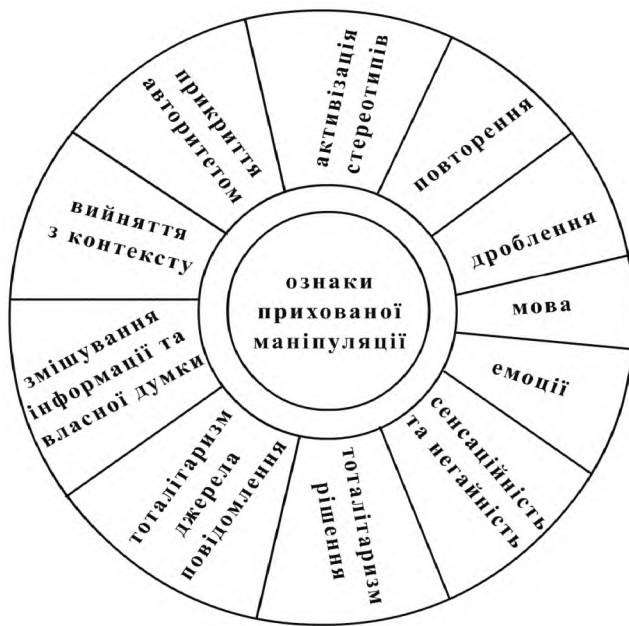 ознаки
прихованої
маніпуляції
активізація
стереотипів
повторення
дроблення
мова
емоції
сенсаційність
та негайність
тоталітаризм
рішення
тоталітаризм
джерела
повідомлення
змішування
інформації та
власної думки
вийняття
з контексту
прикриття
авторитетом